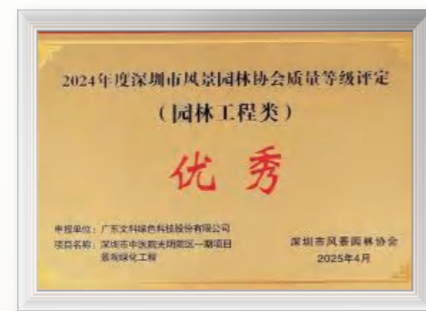 2024年度深圳市风景园林协会质量等级评定
（园林工程类）
优秀
申报单位：广东文科绿色科技股份有限公司
项目名称：深圳市中医院光明院区一期项目
景观绿化工程
深圳市风景园林协会
2025年4月